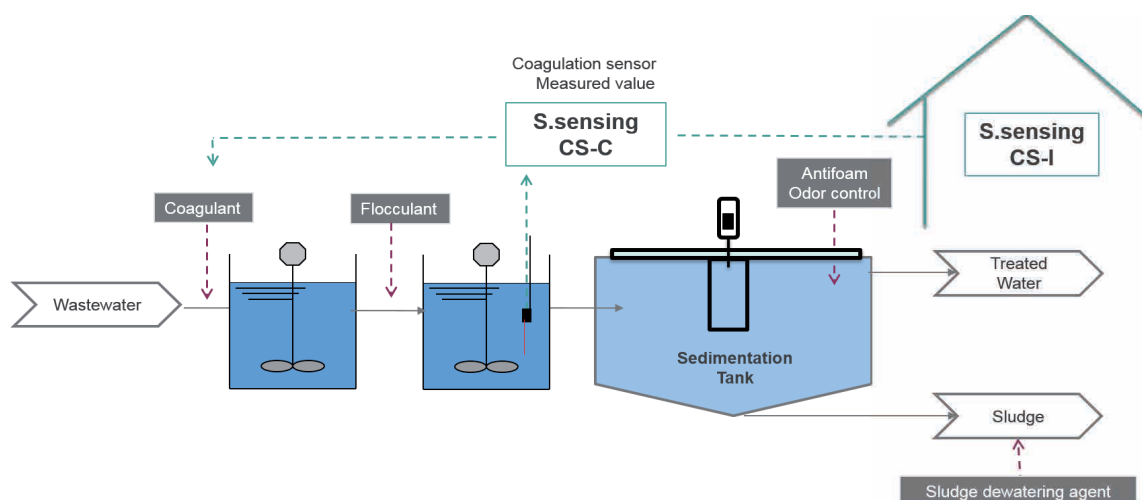 Coagulation sensor
Measured value
S.sensing
CS-C
S.sensing
CS-I
Antifoam
Odor control
Coagulant
Flocculant
Wastewater
Treated
Water
Sedimentation
Tank
Sludge
Sludge dewatering agent